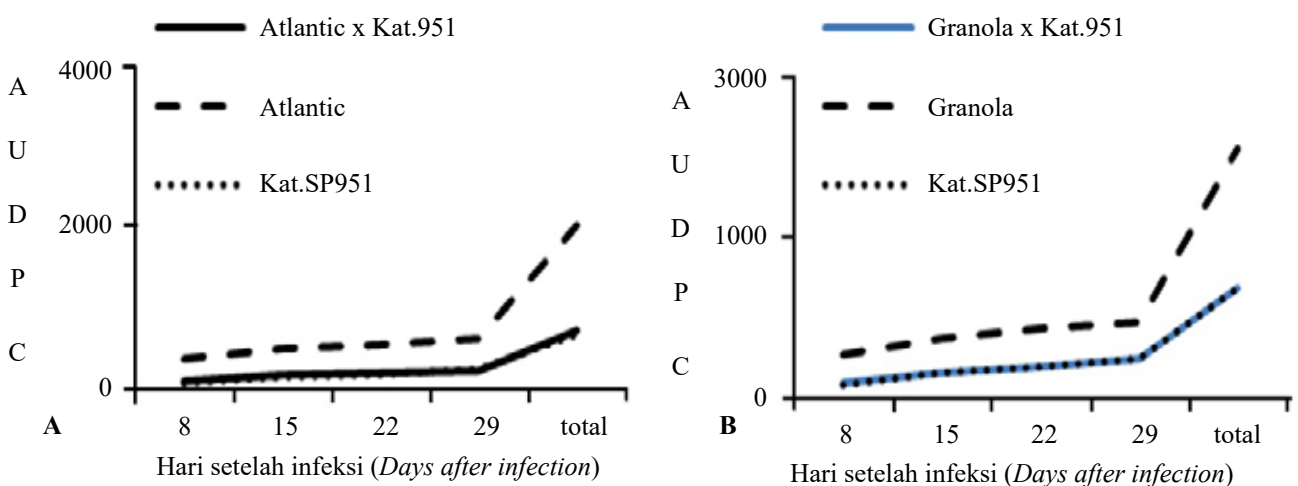 Atlantic x Kat.951
4000
Atlantic
Kat.SP951
2000
0
A
U
D
P
C
A
8 15 22 29 total
Hari setelah infeksi (Days after infection)
Granola x Kat.951
3000
Granola
Kat.SP951
1000
0
A
U
D
P
C
B
8 15 22 29 total
Hari setelah infeksi (Days after infection)